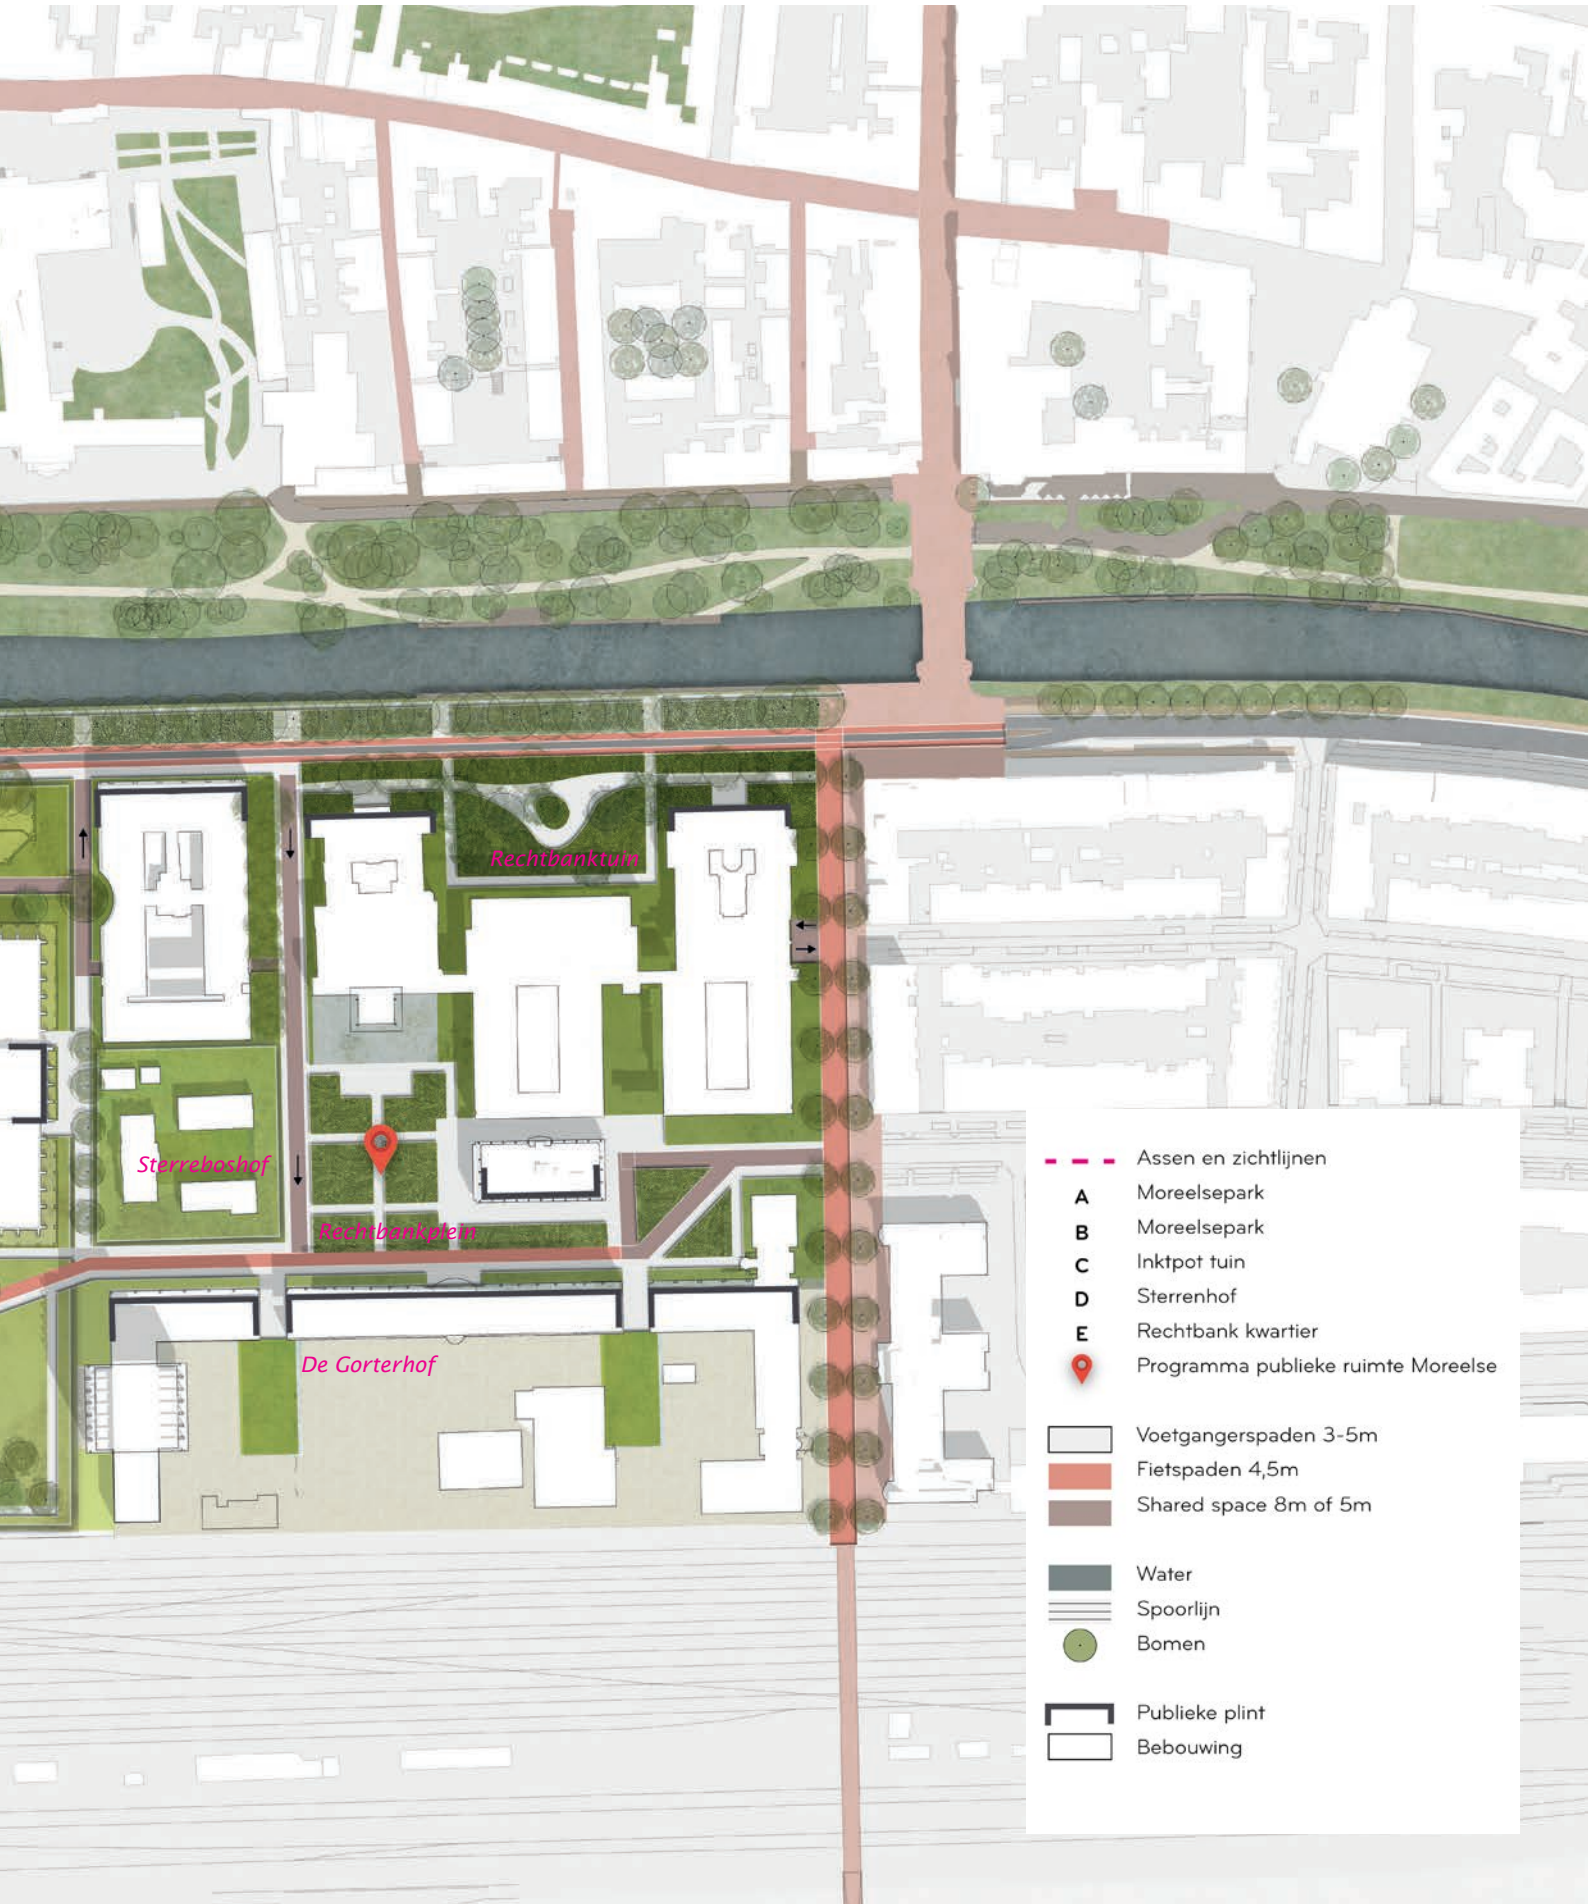 Rechtbanktuin
Sterreboshof
Rechtbankplein
De Gorterhof
Assen en zichtlijnen
A Moreelsepark
B Moreelsepark
C Inktpot tuin
D Sterrenhof
E Rechtbank kwartier
Programma publieke ruimte Moreelse
Voetgangerspaden 3-5m
Fietspaden 4,5m
Shared space 8m of 5m
Water
Spoorlijn
Bomen
Publieke plint
Bebouwing